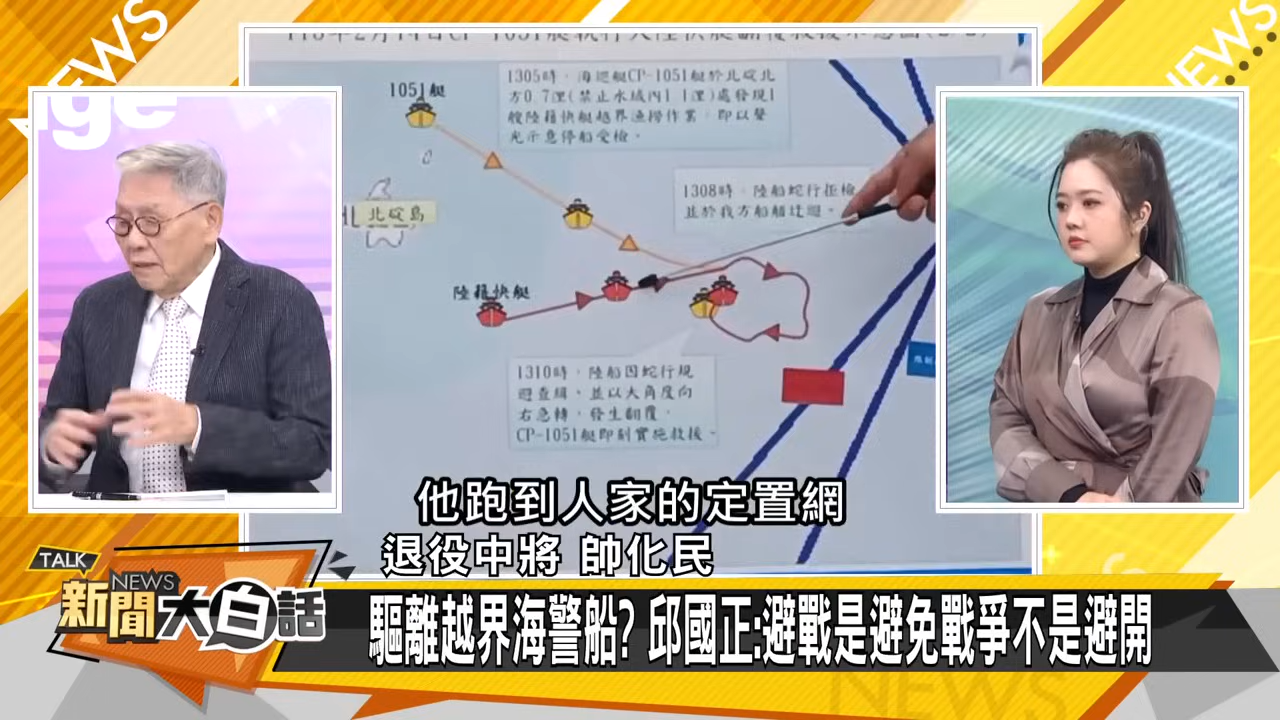 NEWS
NEWS
age
1051艇
1305時，海巡艇CP-1051艇於北碇北
方0.7浬(禁止水域內1.1浬)處發現1
艘陸籍快艇越界漁撈作業，即以聲
光示意停船受檢。
1308時，陸船蛇行拒檢
並於我方船艏迂迴。
北碇島
陸籍快艇
1310時，陸船因蛇行規
避查緝，並以大角度向
右急轉，發生翻覆。
CP-1051艇即刻實施救援。
他跑到人家的定置網
退役中將 帥化民
TALK
NEWS
新聞大白話
驅離越界海警船? 邱國正:避戰是避免戰爭不是避開
NEWS